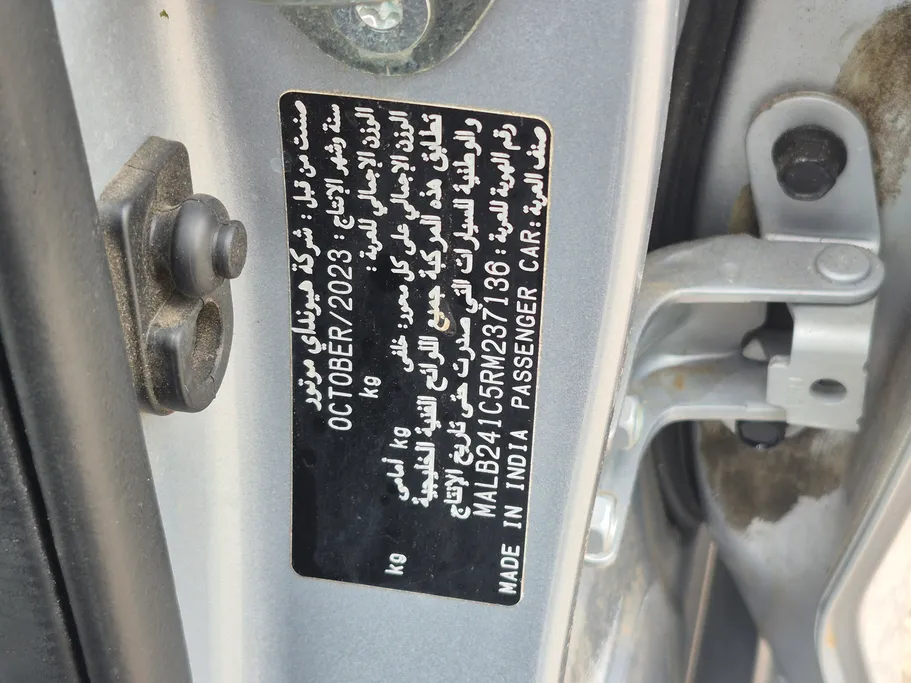 صنعت من قبل : شركة هيونداي موتور
سنة وشهر الإنتاج : OCTOBER/2023
الوزن الإجمالي للعربة : kg
الوزن الإجمالي على كل محور: خلفى kg أمامى kg
تطابق هذه المركبة جميع اللوائح الفنية الخليجية
والوطنية للسيارات التي صدرت حتى تاريخ الإنتاج
رقم الهوية للعربة : MALB241C5RM237136
صنف العربة: MADE IN INDIA PASSENGER CAR